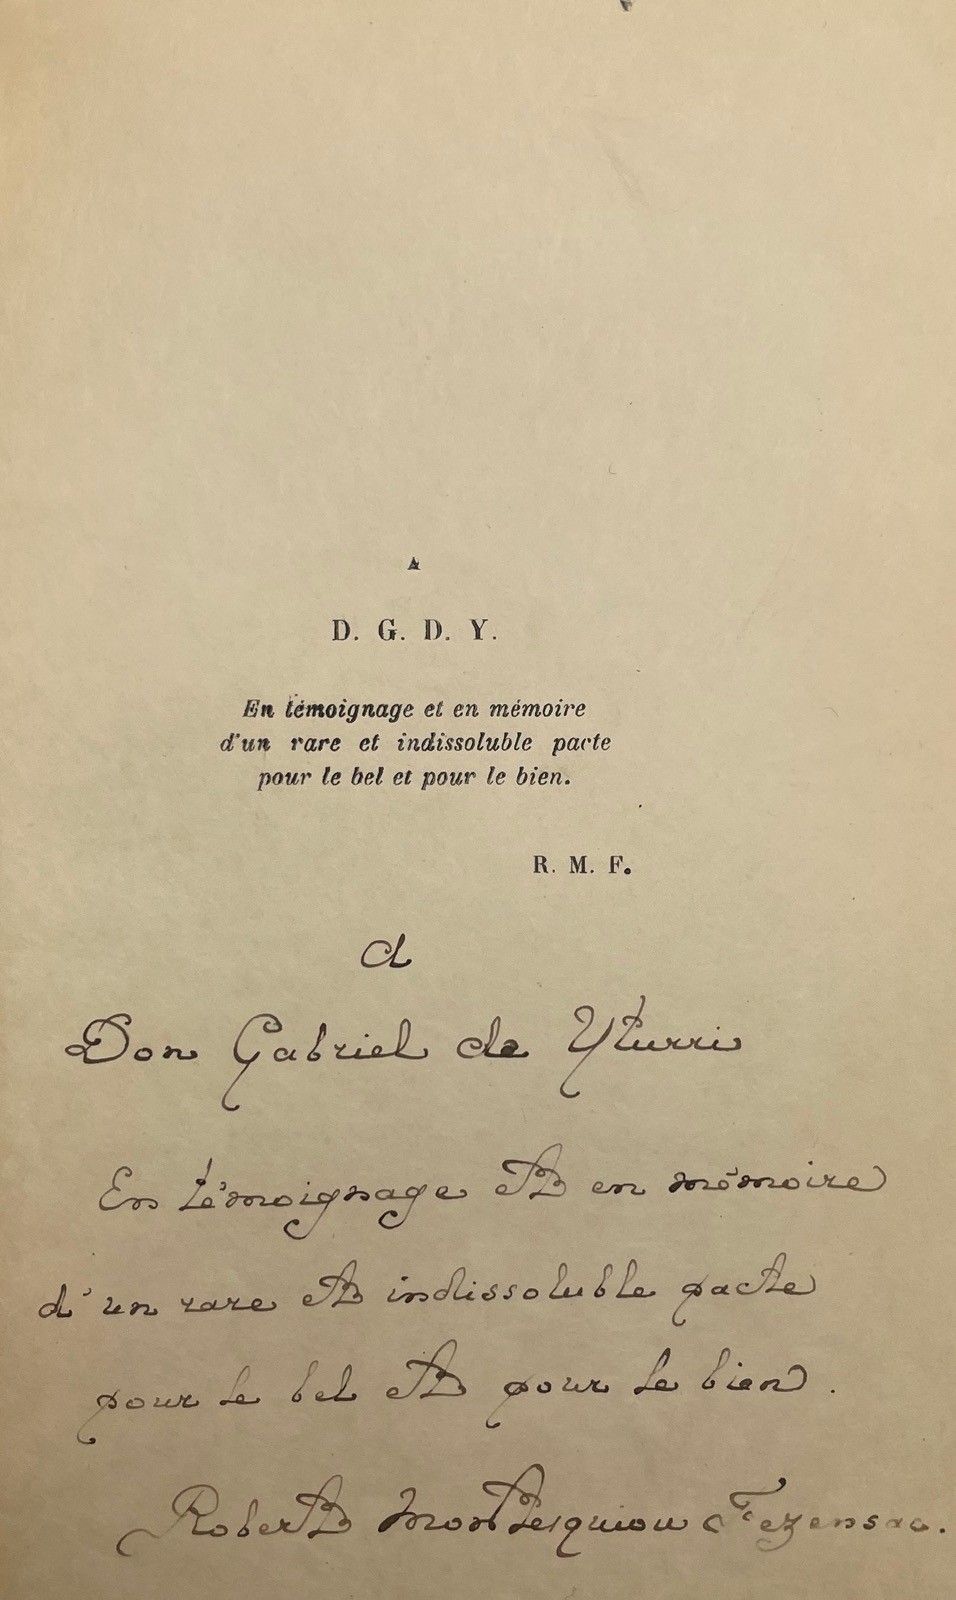 A
D. G. D. Y.
En témoignage et en mémoire
d'un rare et indissoluble pacte
pour le bel et pour le bien.
R. M. F.
A
Don Gabriel de Yturri
En témoignage et en mémoire
d'un rare et indissoluble pacte
pour le bel et pour le bien.
Robert Montesquiou Fezensac.